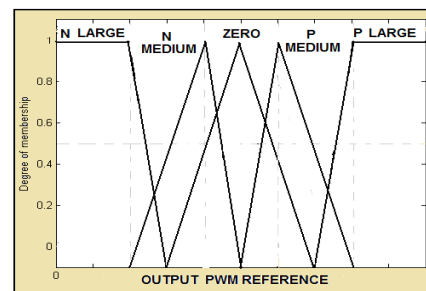 N LARGE
N MEDIUM
ZERO
P MEDIUM
P LARGE
1
0.8
0.6
0.4
0.2
0
Degree of membership
0
OUTPUT PWM REFERENCE